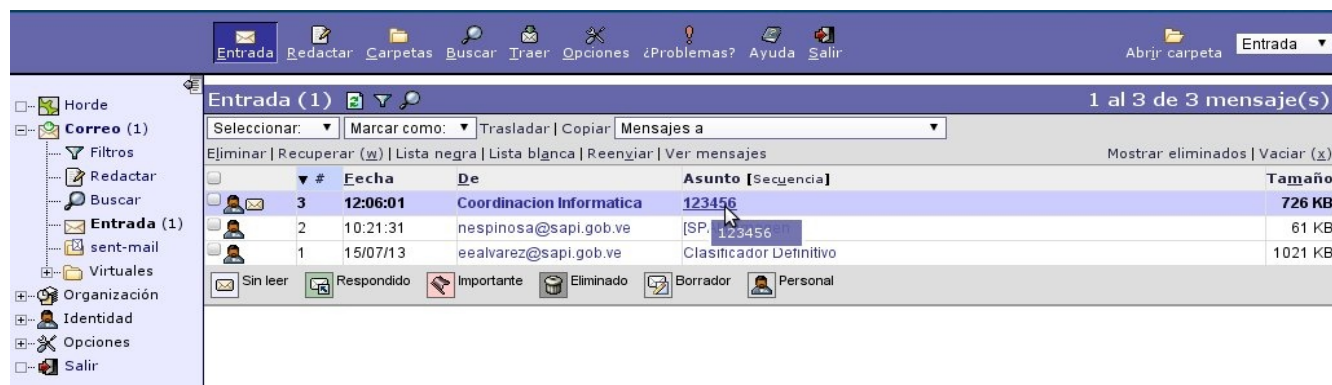 Entrada Redactar Carpetas Buscar Traer Opciones ¿Problemas? Ayuda Salir Abrir carpeta Entrada
Horde
Correo (1)
Filtros
Redactar
Buscar
Entrada (1)
sent-mail
Virtuales
Organización
Identidad
Opciones
Salir
Entrada (1) 1 al 3 de 3 mensaje(s)
Seleccionar: Marcar como: Trasladar | Copiar Mensajes a
Eliminar | Recuperar (w) | Lista negra | Lista blanca | Reenviar | Ver mensajes Mostrar eliminados | Vaciar (x)
# Fecha De Asunto [Secuencia] Tamaño
3 12:06:01 Coordinacion Informatica 123456 726 KB
2 10:21:31 nespinosa@sapi.gob.ve 61 KB
123456
1 15/07/13 eealvarez@sapi.gob.ve Clasificador Definitivo 1021 KB
Sin leer Respondido Importante Eliminado Borrador Personal